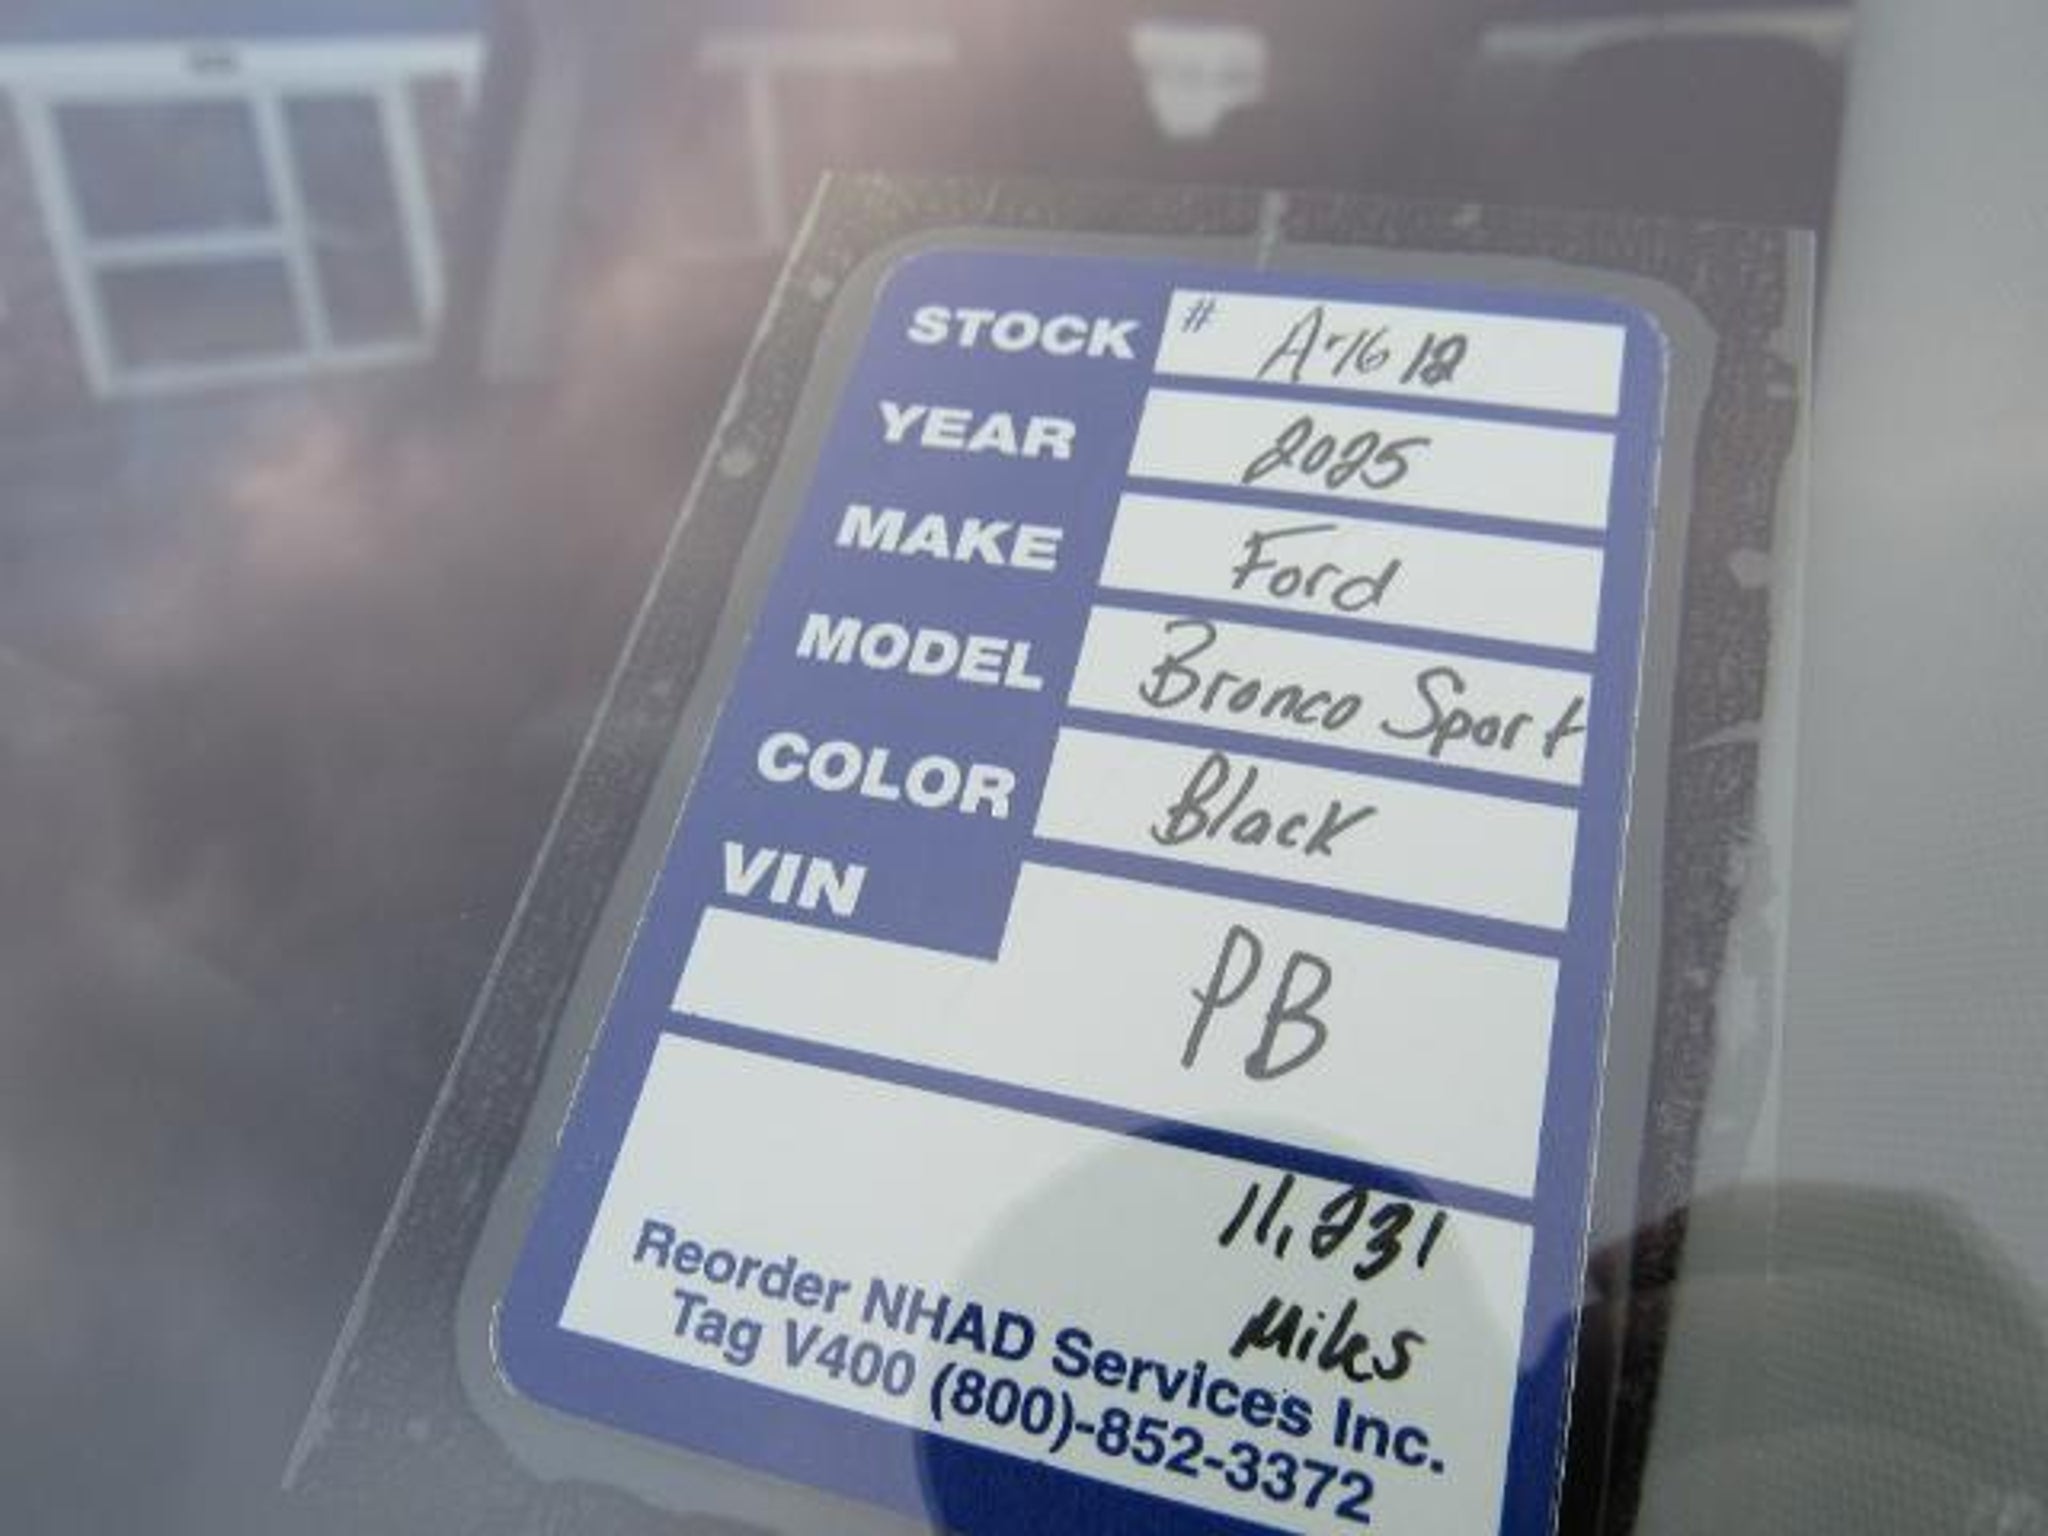 STOCK # A7612
YEAR 2025
MAKE Ford
MODEL Bronco Sport
COLOR Black
VIN
PB
11,231
Miles
Reorder NHAD Services Inc.
Tag V400 (800)-852-3372